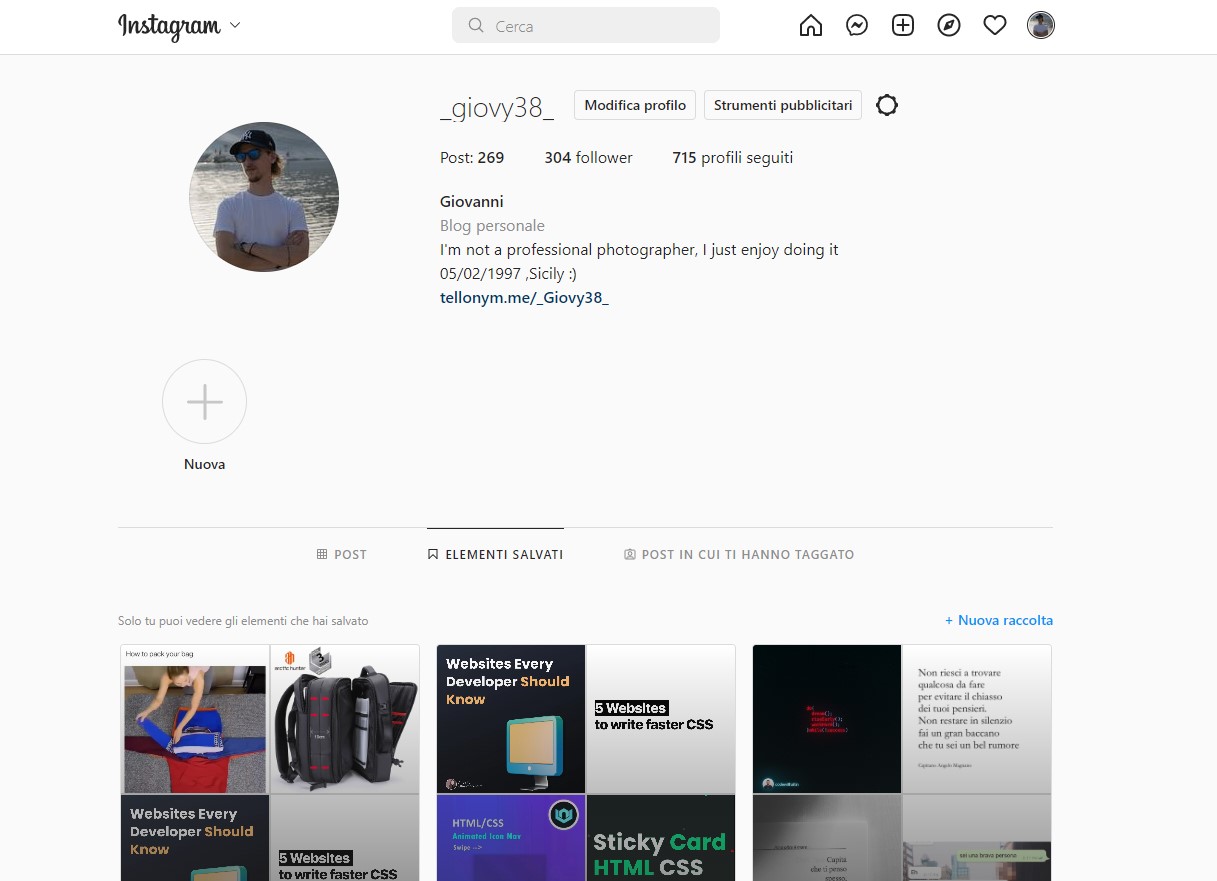 Instagram
Cerca
_giovy38_
Modifica profilo
Strumenti pubblicitari
Post: 269
304 follower
715 profili seguiti
Giovanni
Blog personale
I'm not a professional photographer, I just enjoy doing it
05/02/1997 ,Sicily :)
tellonym.me/_Giovy38_
Nuova
POST
ELEMENTI SALVATI
POST IN CUI TI HANNO TAGGATO
Solo tu puoi vedere gli elementi che hai salvato
+ Nuova raccolta
How to pack your bag
arctic hunter
3
Websites Every
Developer Should
Know
5 Websites
to write faster CSS
Non riesci a trovare
qualcosa da fare
per evitare il chiasso
dei tuoi pensieri.
Non restare in silenzio
fai un gran baccano
che tu sei un bel rumore
Websites Every
Developer Should
Know
5 Websites
to write faster CSS
HTML/CSS
Animated Icon Nav
Swipe -->
Sticky Card
HTML CSS
Capita
che ti penso
spesso,
sei una brava persona
Eh